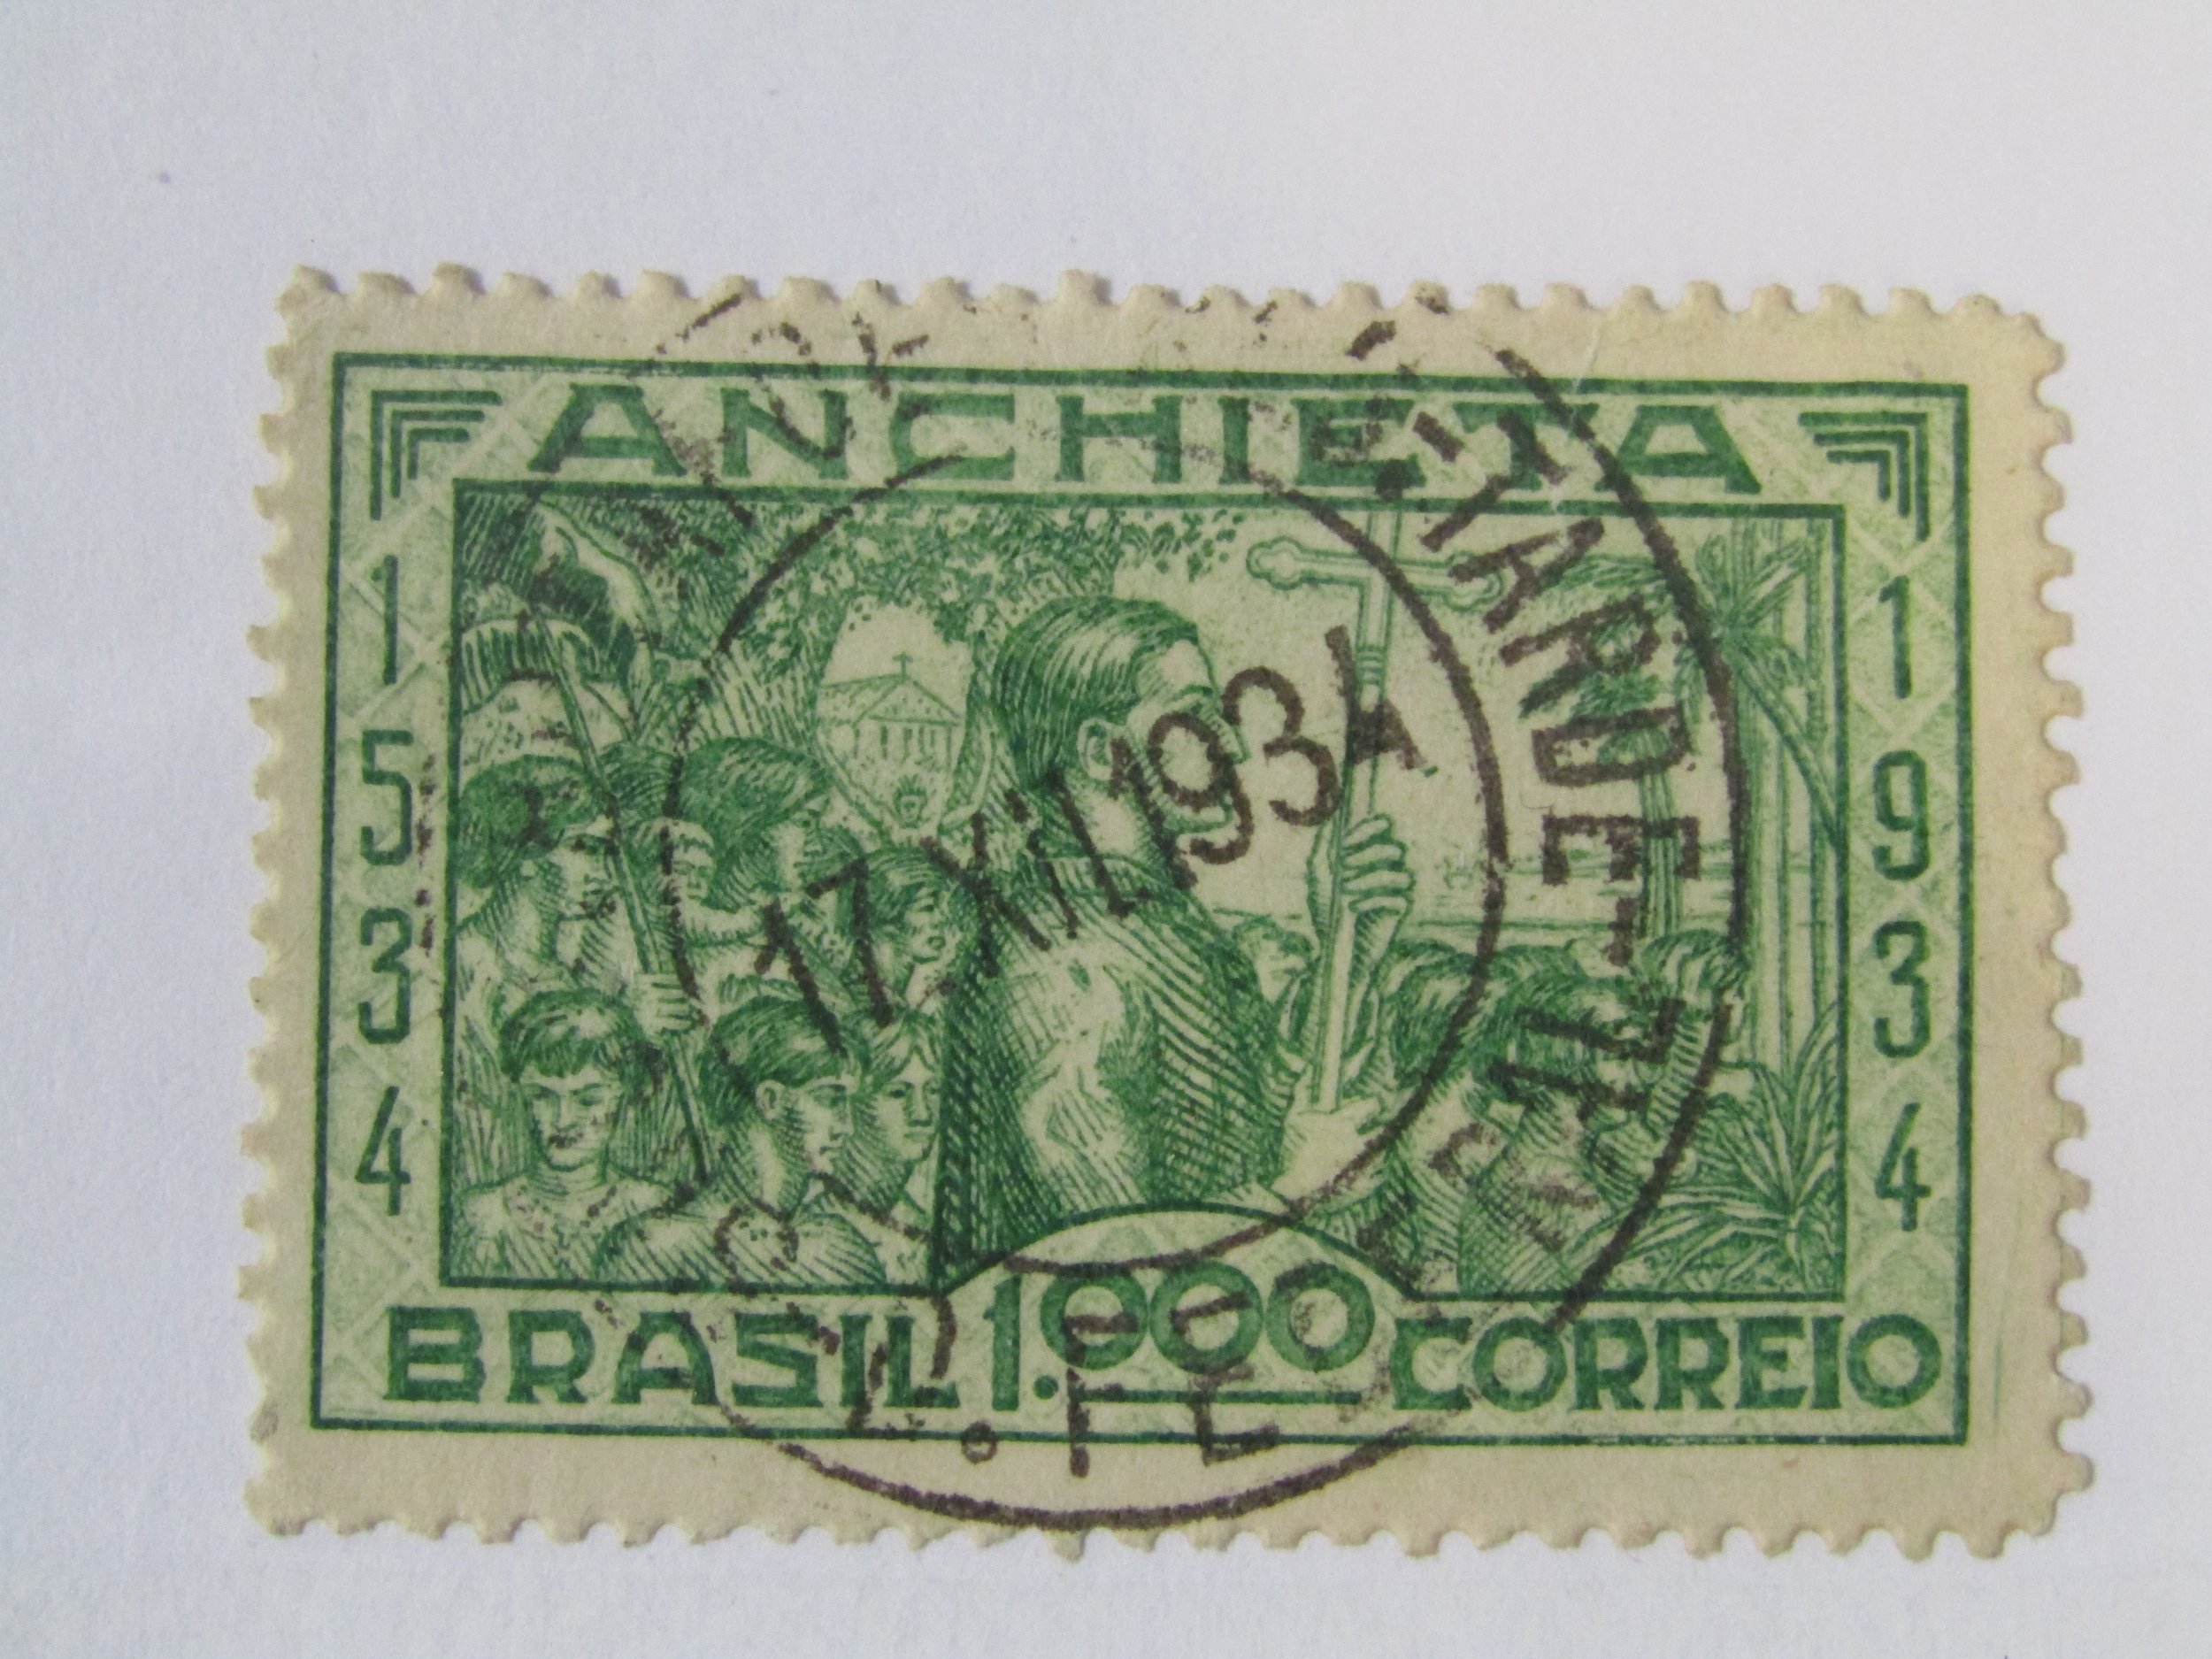 ANCHIETA
1534
1934
BRASIL 1.000 CORREIO
17.XII.1934
TARDE